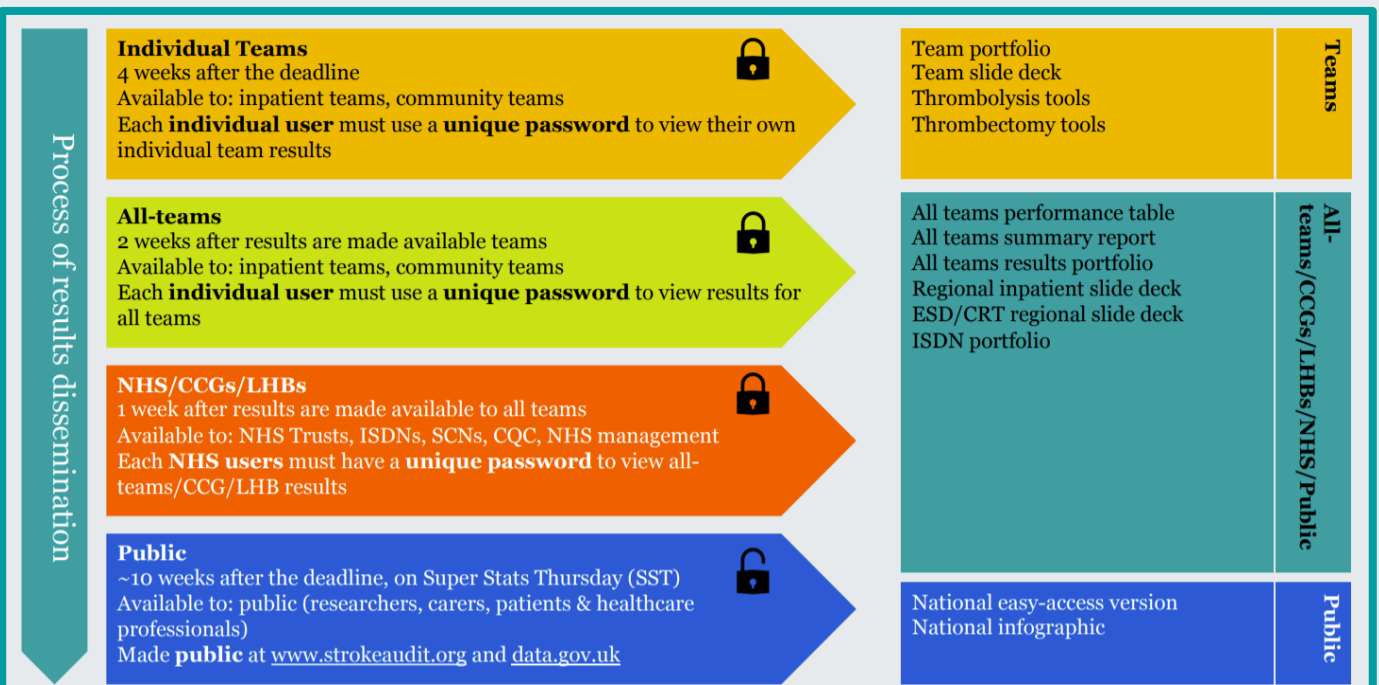 Process of results dissemination
Individual Teams
4 weeks after the deadline
Available to: inpatient teams, community teams
Each individual user must use a unique password to view their own
individual team results
Team portfolio
Team slide deck
Thrombolysis tools
Thrombectomy tools
Teams
All-teams
2 weeks after results are made available teams
Available to: inpatient teams, community teams
Each individual user must use a unique password to view results for
all teams
NHS/CCGs/LHBs
1 week after results are made available to all teams
Available to: NHS Trusts, ISDNs, SCNs, CQC, NHS management
Each NHS users must have a unique password to view all-
teams/CCG/LHB results
All teams performance table
All teams summary report
All teams results portfolio
Regional inpatient slide deck
ESD/CRT regional slide deck
ISDN portfolio
All-
teams/CCGs/LHBs/NHS/Public
Public
~10 weeks after the deadline, on Super Stats Thursday (SST)
Available to: public (researchers, carers, patients & healthcare
professionals)
Made public at www.strokeaudit.org and data.gov.uk
National easy-access version
National infographic
Public